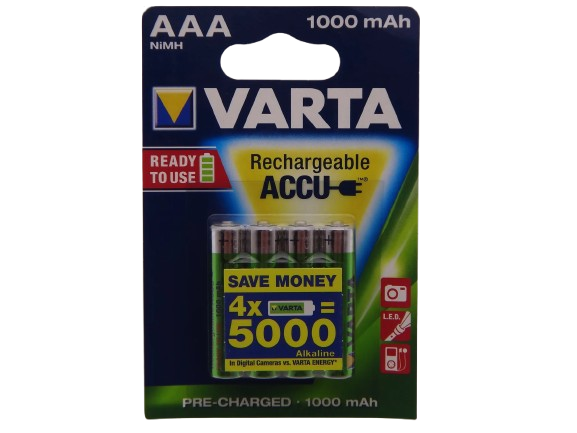 AAA 1000 mAh
NiMH
VARTA
READY
TO USE
Rechargeable
ACCU™®
SAVE MONEY
4x VARTA =
5000
Alkaline
In Digital Cameras vs. VARTA ENERGY*
L.E.D.
PRE-CHARGED · 1000 mAh